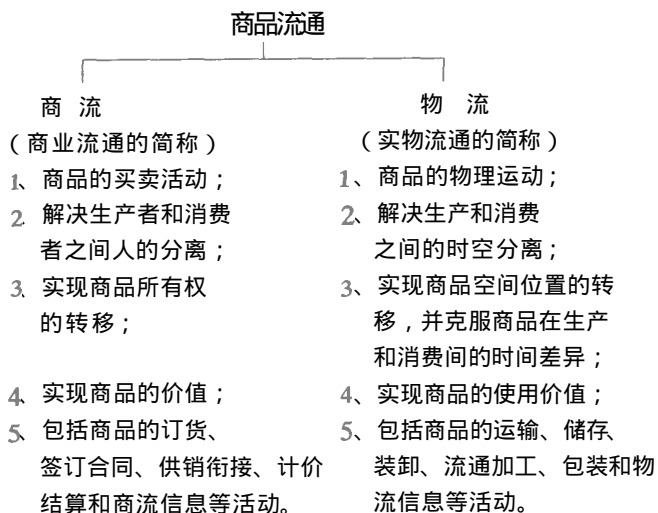 商品流通
商 流
（商业流通的简称）
1、商品的买卖活动；
2、解决生产者和消费
者之间人的分离；
3、实现商品所有权
的转移；
4、实现商品的价值；
5、包括商品的订货、
签订合同、供销衔接、计价
结算和商流信息等活动。
物 流
（实物流通的简称）
1、商品的物理运动；
2、解决生产和消费
之间的时空分离；
3、实现商品空间位置的转
移，并克服商品在生产
和消费间的时间差异；
4、实现商品的使用价值；
5、包括商品的运输、储存、
装卸、流通加工、包装和物
流信息等活动。